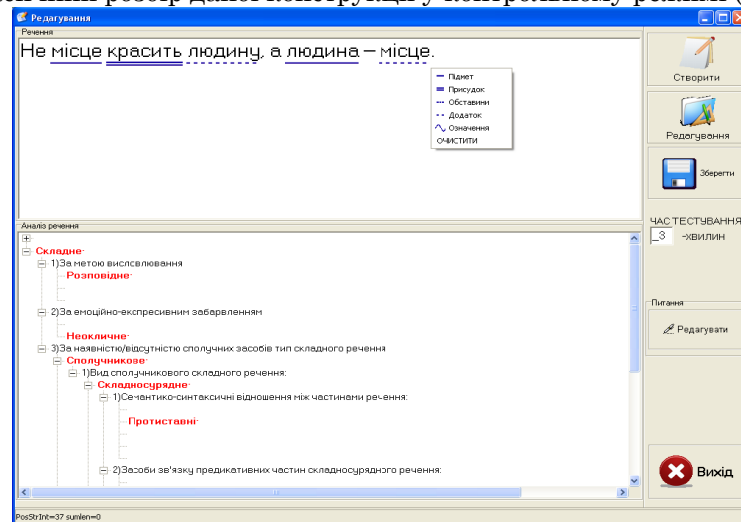 Редагування
Речення
Не місце красить людину, а людина – місце.
Підмет
Присудок
Обставини
Додаток
Означення
ОЧИСТИТИ
Створити
Редагування
Зберегти
ЧАС ТЕСТУВАННЯ
_3 -хвилин
Питання
Редагувати
Вихід
Аналіз речення
Складне
1)За метою висловлювання
Розповідне
2)За емоційно-експресивним забарвленням
Неокличне
3)За наявністю/відсутністю сполучних засобів тип складного речення
Сполучникове
1)Вид сполучникового складного речення:
Складносурядне
1)Семантико-синтаксичні відношення між частинами речення:
Протиставні
2)Засоби зв'язку предикативних частин складносурядного речення:
PosStrInt=37 sumlen=0